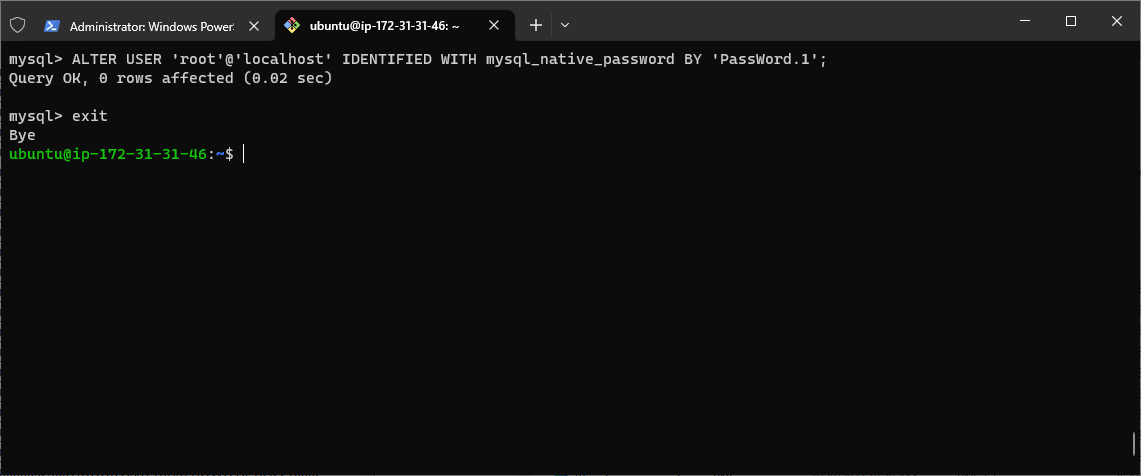 Administrator: Windows PowerS
ubuntu@ip-172-31-31-46: ~
mysql> ALTER USER 'root'@'localhost' IDENTIFIED WITH mysql_native_password BY 'PassWord.1';
Query OK, 0 rows affected (0.02 sec)
mysql> exit
Bye
ubuntu@ip-172-31-31-46:~$